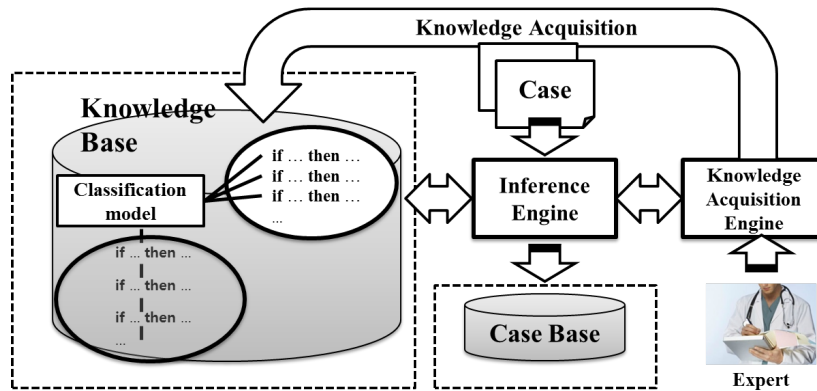 Knowledge Acquisition
Case
Knowledge
Base
if ... then ...
if ... then ...
if ... then ...
...
Classification
model
if ... then ...
if ... then ...
if ... then ...
...
Inference
Engine
Knowledge
Acquisition
Engine
Case Base
Expert